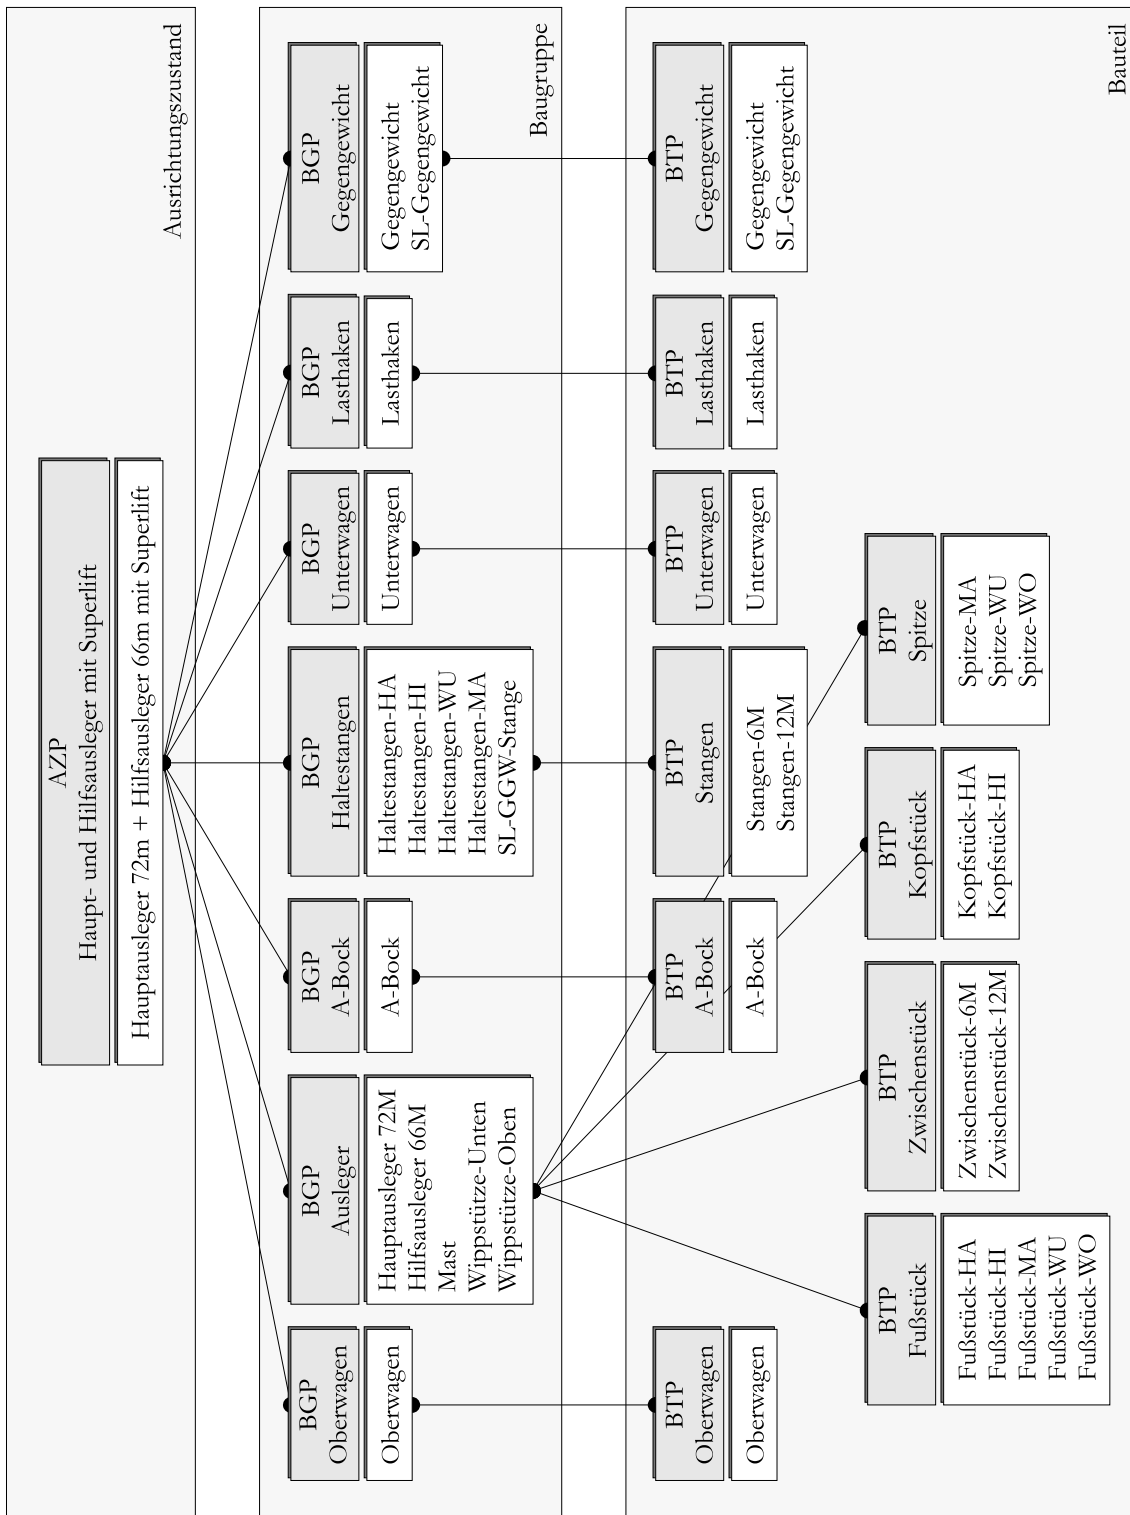 Ausrichtungszustand
AZP
Haupt- und Hilfsausleger mit Superlift
Hauptausleger 72m + Hilfsausleger 66m mit Superlift
Baugruppe
BGP
Oberwagen
Oberwagen
BGP
Ausleger
Hauptausleger 72M
Hilfsausleger 66M
Mast
Wippstütze-Unten
Wippstütze-Oben
BGP
A-Bock
A-Bock
BGP
Haltestangen
Haltestangen-HA
Haltestangen-HI
Haltestangen-WU
Haltestangen-MA
SL-GGW-Stange
BGP
Unterwagen
Unterwagen
BGP
Lasthaken
Lasthaken
BGP
Gegengewicht
Gegengewicht
SL-Gegengewicht
Bauteil
BTP
Oberwagen
Oberwagen
BTP
A-Bock
A-Bock
BTP
Stangen
Stangen-6M
Stangen-12M
BTP
Unterwagen
Unterwagen
BTP
Lasthaken
Lasthaken
BTP
Gegengewicht
Gegengewicht
SL-Gegengewicht
BTP
Fußstück
Fußstück-HA
Fußstück-HI
Fußstück-MA
Fußstück-WU
Fußstück-WO
BTP
Zwischenstück
Zwischenstück-6M
Zwischenstück-12M
BTP
Kopfstück
Kopfstück-HA
Kopfstück-HI
BTP
Spitze
Spitze-MA
Spitze-WU
Spitze-WO